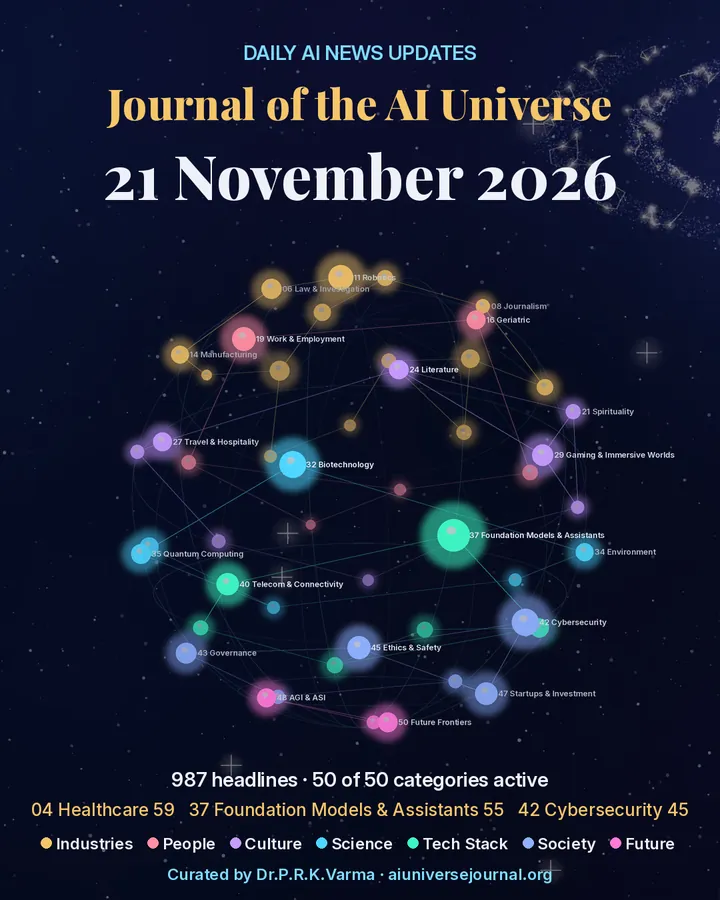 DAILY AI NEWS UPDATES
Journal of the AI Universe
21 November 2026
11 Robotics
06 Law & Investigation
08 Journalism
16 Geriatric
19 Work & Employment
14 Manufacturing
24 Literature
21 Spirituality
27 Travel & Hospitality
29 Gaming & Immersive Worlds
32 Biotechnology
37 Foundation Models & Assistants
35 Quantum Computing
34 Environment
40 Telecom & Connectivity
42 Cybersecurity
45 Ethics & Safety
43 Governance
47 Startups & Investment
48 AGI & ASI
50 Future Frontiers
987 headlines · 50 of 50 categories active
04 Healthcare 59 37 Foundation Models & Assistants 55 42 Cybersecurity 45
Industries People Culture Science Tech Stack Society Future
Curated by Dr.P.R.K.Varma · aiuniversejournal.org